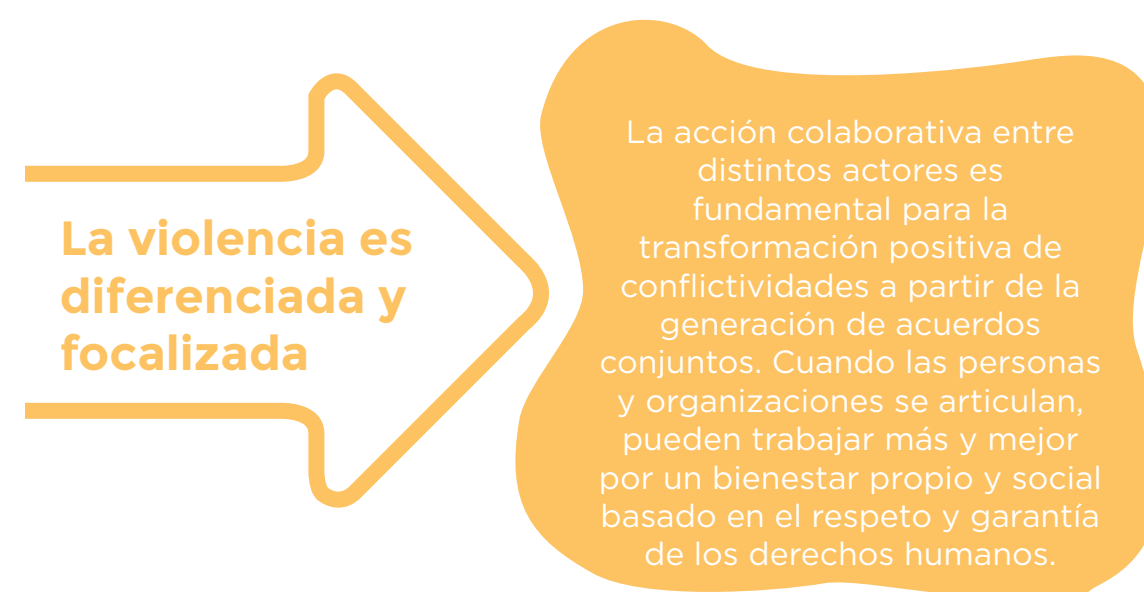 La violencia es
diferenciada y
focalizada
La acción colaborativa entre
distintos actores es
fundamental para la
transformación positiva de
conflictividades a partir de la
generación de acuerdos
conjuntos. Cuando las personas
y organizaciones se articulan,
pueden trabajar más y mejor
por un bienestar propio y social
basado en el respeto y garantía
de los derechos humanos.